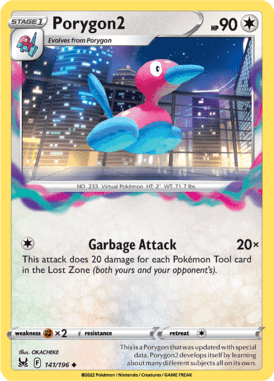 STAGE 1
Porygon2
HP 90
Evolves from Porygon
NO. 233 Virtual Pokémon HT: 2' WT: 71.7 lbs.
Garbage Attack 20×
This attack does 20 damage for each Pokémon Tool card
in the Lost Zone (both yours and your opponent's).
weakness ×2 resistance retreat
Illus. OKACHEKE
F 141/196
This is a Porygon that was updated with special
data. Porygon2 develops itself by learning
about many different subjects all on its own.
©2022 Pokémon / Nintendo / Creatures / GAME FREAK